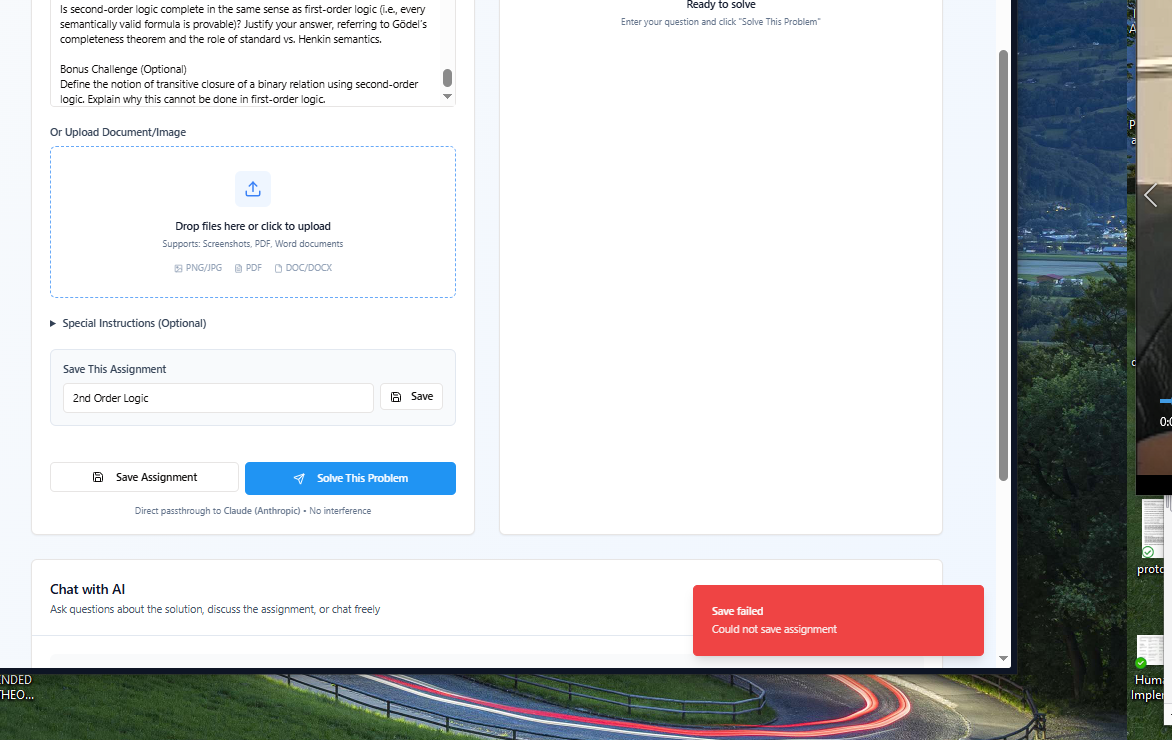 Is second-order logic complete in the same sense as first-order logic (i.e., every
semantically valid formula is provable)? Justify your answer, referring to Gödel's
completeness theorem and the role of standard vs. Henkin semantics.
Bonus Challenge (Optional)
Define the notion of transitive closure of a binary relation using second-order
logic. Explain why this cannot be done in first-order logic.
Or Upload Document/Image
Drop files here or click to upload
Supports: Screenshots, PDF, Word documents
PNG/JPG PDF DOC/DOCX
Special Instructions (Optional)
Save This Assignment
2nd Order Logic
Save
Save Assignment
Solve This Problem
Direct passthrough to Claude (Anthropic) • No interference
Ready to solve
Enter your question and click "Solve This Problem"
Chat with AI
Ask questions about the solution, discuss the assignment, or chat freely
Save failed
Could not save assignment